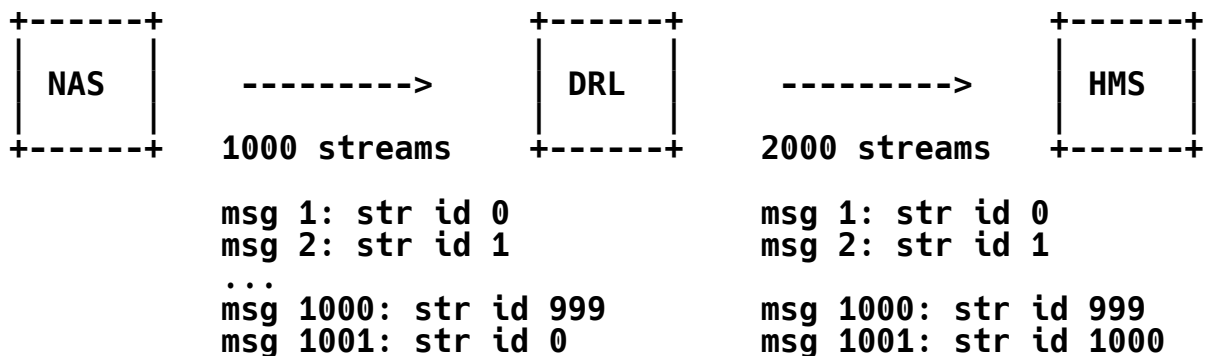 +------+                   +------+                   +------+
|      |                   |      |                   |      |
| NAS  |    --------->     | DRL  |    --------->     | HMS  |
|      |                   |      |                   |      |
+------+   1000 streams    +------+   2000 streams    +------+
           msg 1: str id 0            msg 1: str id 0
           msg 2: str id 1            msg 2: str id 1
           ...
           msg 1000: str id 999       msg 1000: str id 999
           msg 1001: str id 0         msg 1001: str id 1000